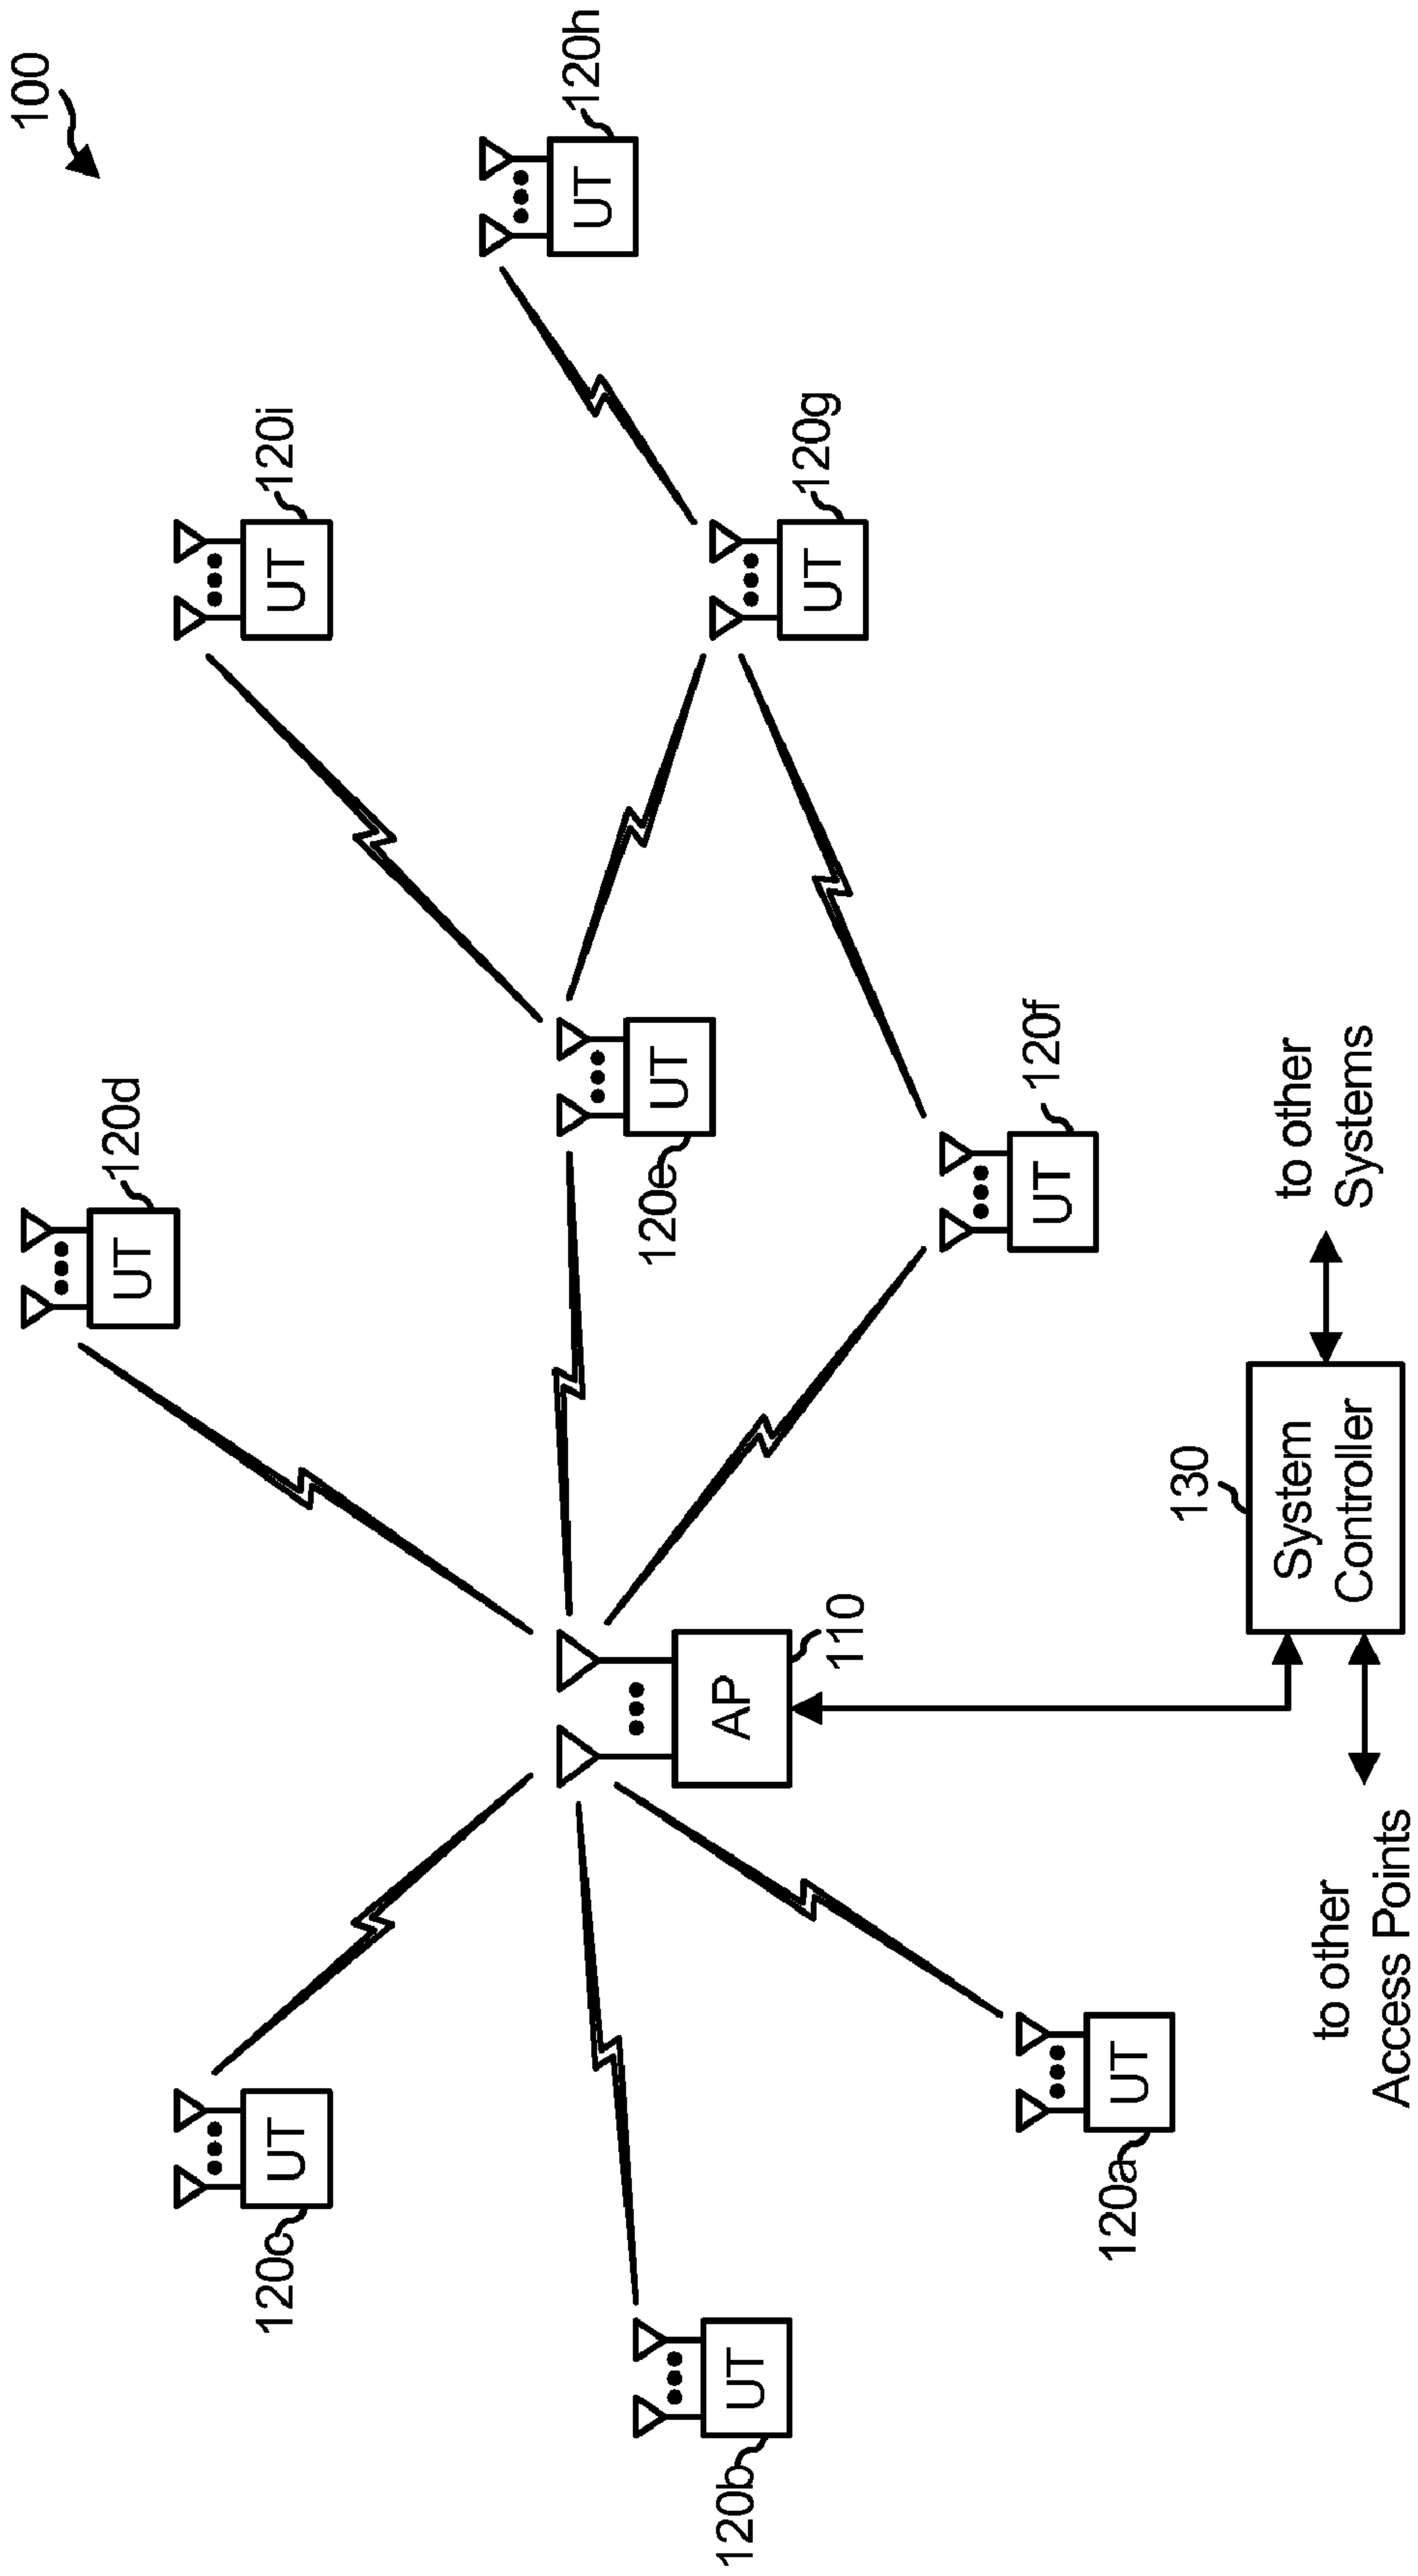 100
UT
120d
UT
120i
UT
120c
UT
120h
UT
120e
AP
110
UT
120b
UT
120g
UT
120f
UT
120a
130
System
Controller
to other
Systems
to other
Access Points